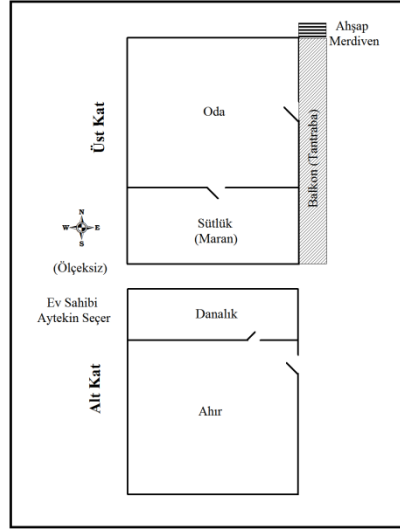 Ahşap
Merdiven
Üst Kat
Oda
Balkon (Tantraba)
Sütlük
(Maran)
N
W E
S
(Ölçeksiz)
Ev Sahibi
Aytekin Seçer
Danalık
Alt Kat
Ahır